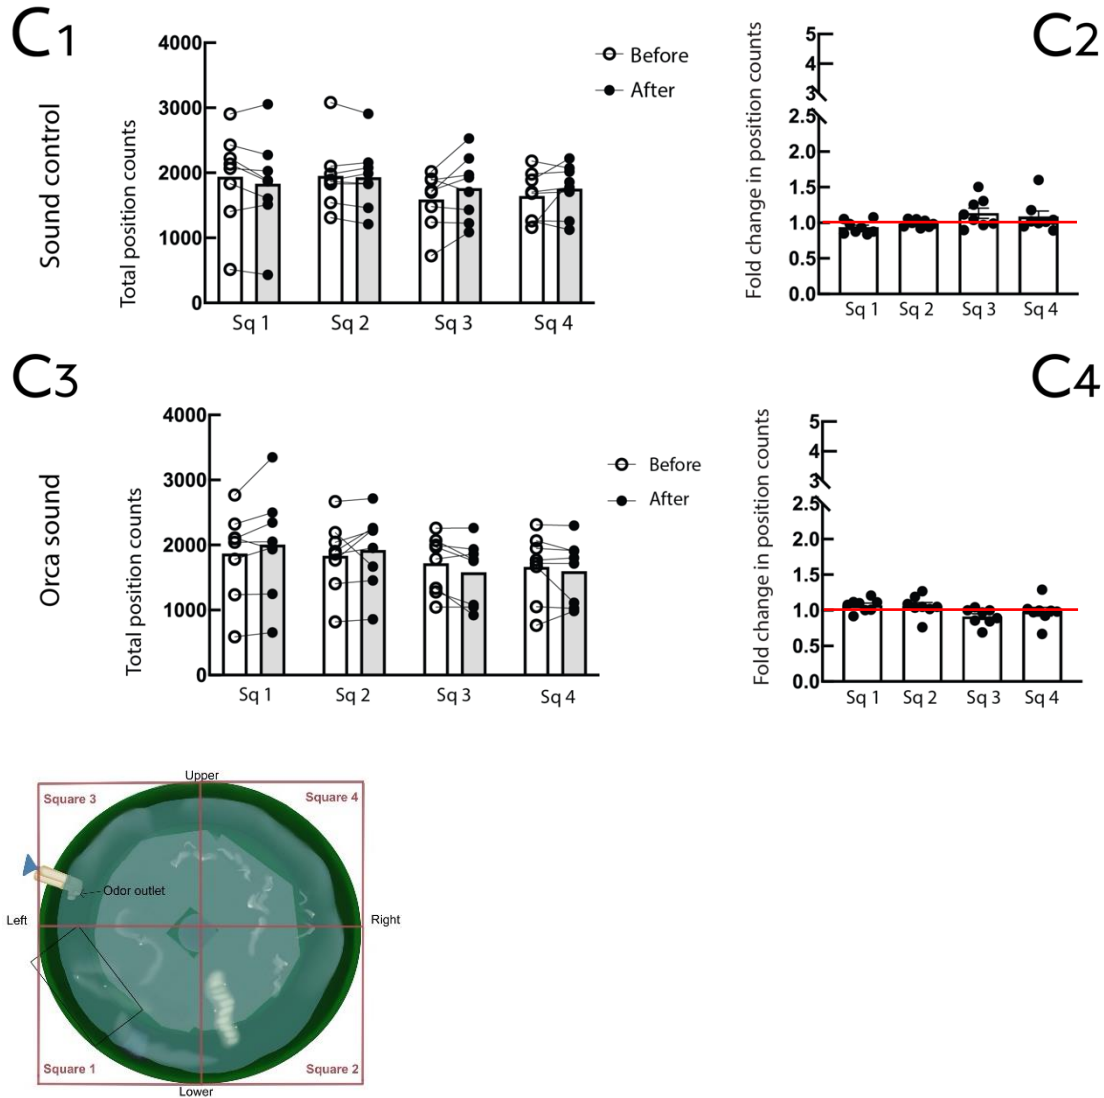 C1
Sound control
Total position counts
4000
3000
2000
1000
0
Sq 1
Sq 2
Sq 3
Sq 4
Before
After
C2
Fold change in position counts
5
4
3
2.5
2.0
1.5
1.0
0.5
0.0
Sq 1
Sq 2
Sq 3
Sq 4
C3
Orca sound
Total position counts
4000
3000
2000
1000
0
Sq 1
Sq 2
Sq 3
Sq 4
Before
After
C4
Fold change in position counts
5
4
3
2.5
2.0
1.5
1.0
0.5
0.0
Sq 1
Sq 2
Sq 3
Sq 4
Upper
Square 3
Square 4
Odor outlet
Left
Right
Square 1
Square 2
Lower